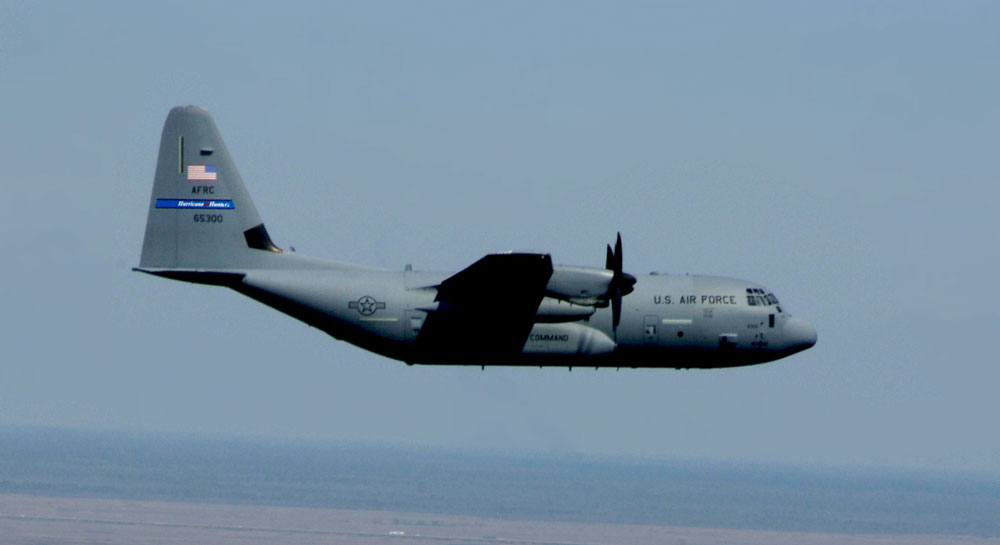 AFRC
Hurricane Hunters
65300
U.S. AIR FORCE
COMMAND